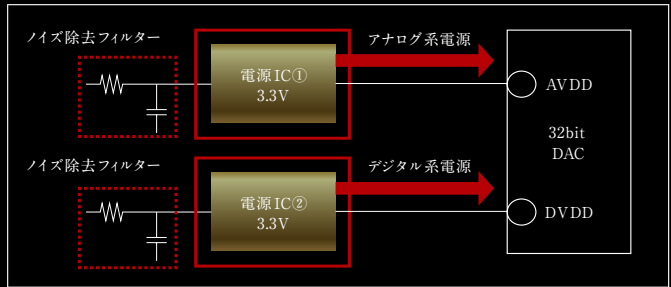 ノイズ除去フィルター
電源IC①
3.3V
アナログ系電源
AVDD
32bit
DAC
ノイズ除去フィルター
電源IC②
3.3V
デジタル系電源
DVDD